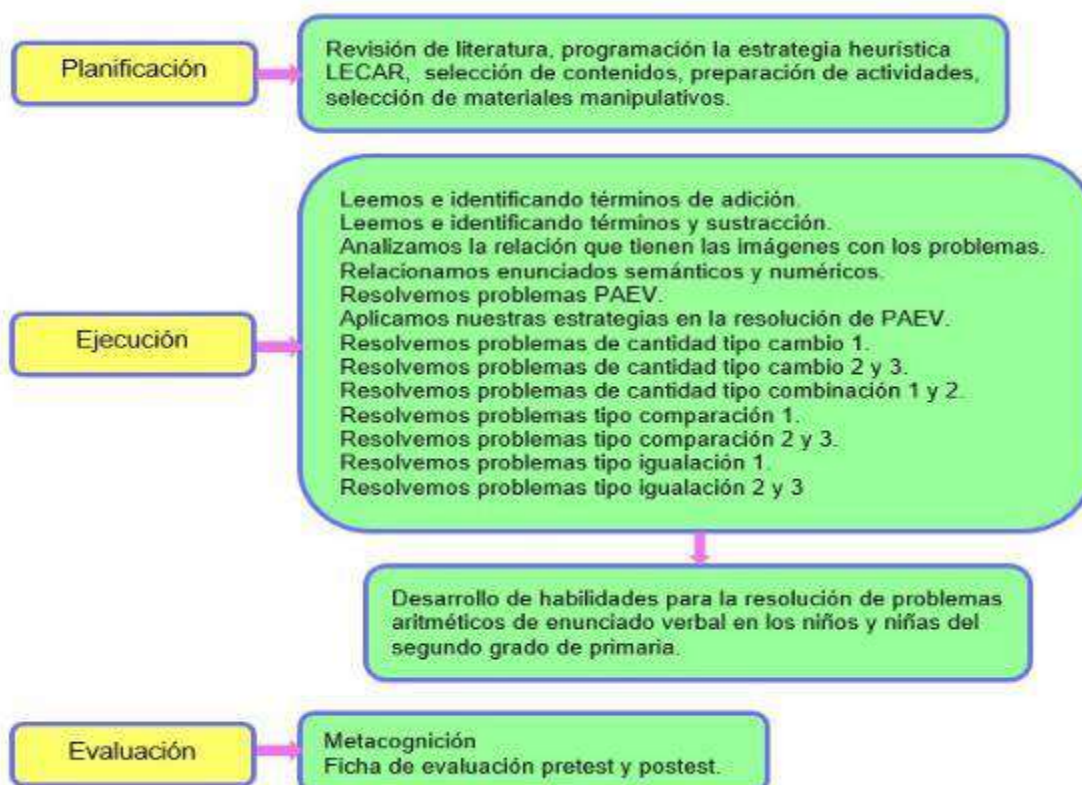 Planificación
Revisión de literatura, programación la estrategia heurística
LECAR, selección de contenidos, preparación de actividades,
selección de materiales manipulativos.
Ejecución
Leemos e identificando términos de adición.
Leemos e identificando términos y sustracción.
Analizamos la relación que tienen las imágenes con los problemas.
Relacionamos enunciados semánticos y numéricos.
Resolvemos problemas PAEV.
Aplicamos nuestras estrategias en la resolución de PAEV.
Resolvemos problemas de cantidad tipo cambio 1.
Resolvemos problemas de cantidad tipo cambio 2 y 3.
Resolvemos problemas de cantidad tipo combinación 1 y 2.
Resolvemos problemas tipo comparación 1.
Resolvemos problemas tipo comparación 2 y 3.
Resolvemos problemas tipo igualación 1.
Resolvemos problemas tipo igualación 2 y 3
Desarrollo de habilidades para la resolución de problemas
aritméticos de enunciado verbal en los niños y niñas del
segundo grado de primaria.
Evaluación
Metacognición
Ficha de evaluación pretest y postest.